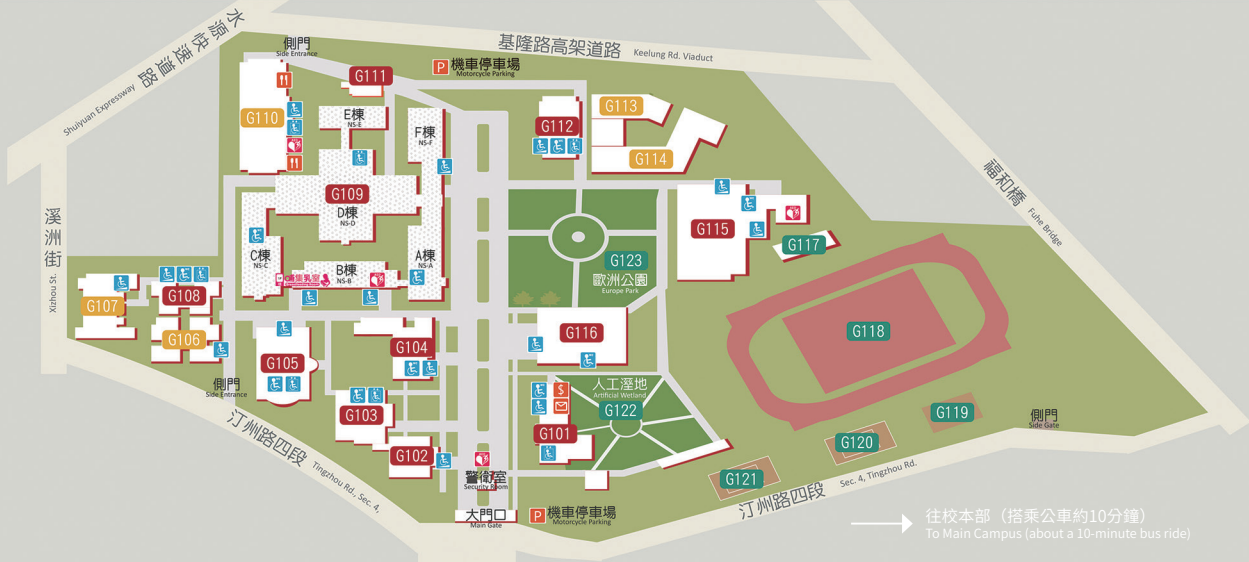 水源快速道路
Shuiyuan Expressway
側門
Side Entrance
基隆路高架道路
Keelung Rd. Viaduct
P 機車停車場
Motorcycle Parking
G111
G110
E棟
NS-E
F棟
NS-F
G112
G113
G114
G109
D棟
NS-D
C棟
NS-C
A棟
NS-A
B棟
NS-B
哺集乳室
G115
G117
福和橋
Fuhe Bridge
溪洲街
Xizhou St.
G123
歐洲公園
Europe Park
G107
G108
G106
G118
G116
G105
G104
側門
Side Entrance
人工溼地
Artificial Wetland
G122
$
G103
G101
G102
G119
側門
Side Gate
G120
G121
汀州路四段
Tingzhou Rd., Sec. 4,
警衛室
Security Room
汀州路四段
Sec. 4, Tingzhou Rd.
大門口
Main Gate
P 機車停車場
Motorcycle Parking
往校本部（搭乘公車約10分鐘）
To Main Campus (about a 10-minute bus ride)